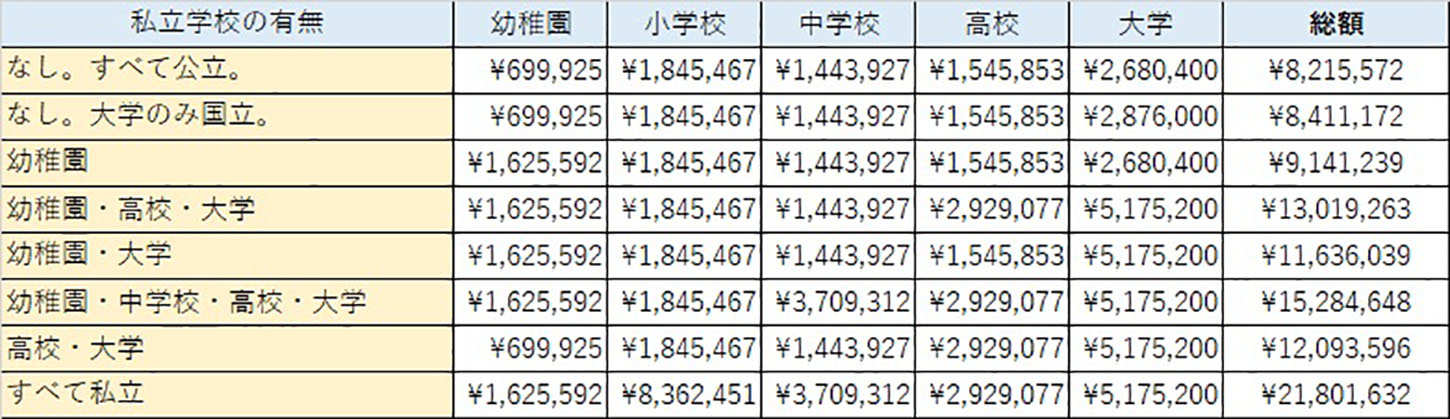 私立学校の有無 幼稚園 小学校 中学校 高校 大学 総額
なし。すべて公立。 ¥699,925 ¥1,845,467 ¥1,443,927 ¥1,545,853 ¥2,680,400 ¥8,215,572
なし。大学のみ国立。 ¥699,925 ¥1,845,467 ¥1,443,927 ¥1,545,853 ¥2,876,000 ¥8,411,172
幼稚園 ¥1,625,592 ¥1,845,467 ¥1,443,927 ¥1,545,853 ¥2,680,400 ¥9,141,239
幼稚園・高校・大学 ¥1,625,592 ¥1,845,467 ¥1,443,927 ¥2,929,077 ¥5,175,200 ¥13,019,263
幼稚園・大学 ¥1,625,592 ¥1,845,467 ¥1,443,927 ¥1,545,853 ¥5,175,200 ¥11,636,039
幼稚園・中学校・高校・大学 ¥1,625,592 ¥1,845,467 ¥3,709,312 ¥2,929,077 ¥5,175,200 ¥15,284,648
高校・大学 ¥699,925 ¥1,845,467 ¥1,443,927 ¥2,929,077 ¥5,175,200 ¥12,093,596
すべて私立 ¥1,625,592 ¥8,362,451 ¥3,709,312 ¥2,929,077 ¥5,175,200 ¥21,801,632